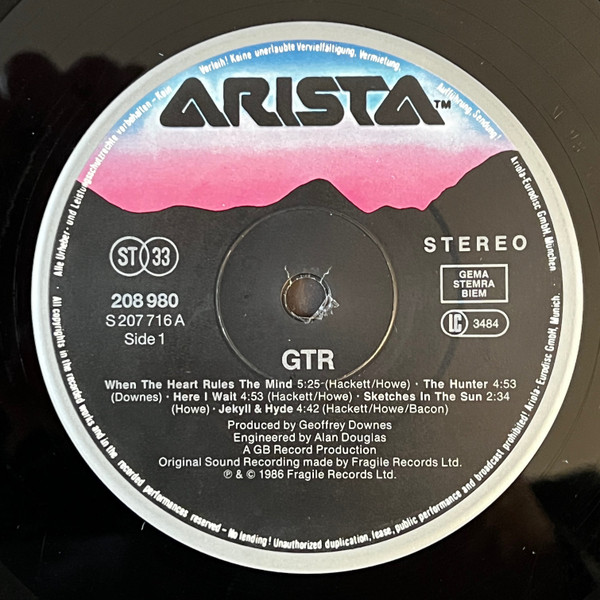 Alle Urheber- und Leistungsschutzrechte vorbehalten - Kein Verleih! Keine unerlaubte Vervielfältigung, Vermietung, Aufführung, Sendung!
ARISTA™
Ariola-Eurodisc GmbH, München.
ST 33
STEREO
GEMA
STEMRA
BIEM
LC 3484
208 980
S 207 716 A
Side 1
GTR
When The Heart Rules The Mind 5:25 (Hackett/Howe) · The Hunter 4:53
(Downes) · Here I Wait 4:53 (Hackett/Howe) · Sketches In The Sun 2:34
(Howe) · Jekyll & Hyde 4:42 (Hackett/Howe/Bacon)
Produced by Geoffrey Downes
Engineered by Alan Douglas
A GB Record Production
Original Sound Recording made by Fragile Records Ltd.
℗ & © 1986 Fragile Records Ltd.
All copyrights in the recorded works and in the recorded performances reserved - No lending! Unauthorized duplication, lease, public performance and broadcast prohibited! Ariola-Eurodisc GmbH, Munich.